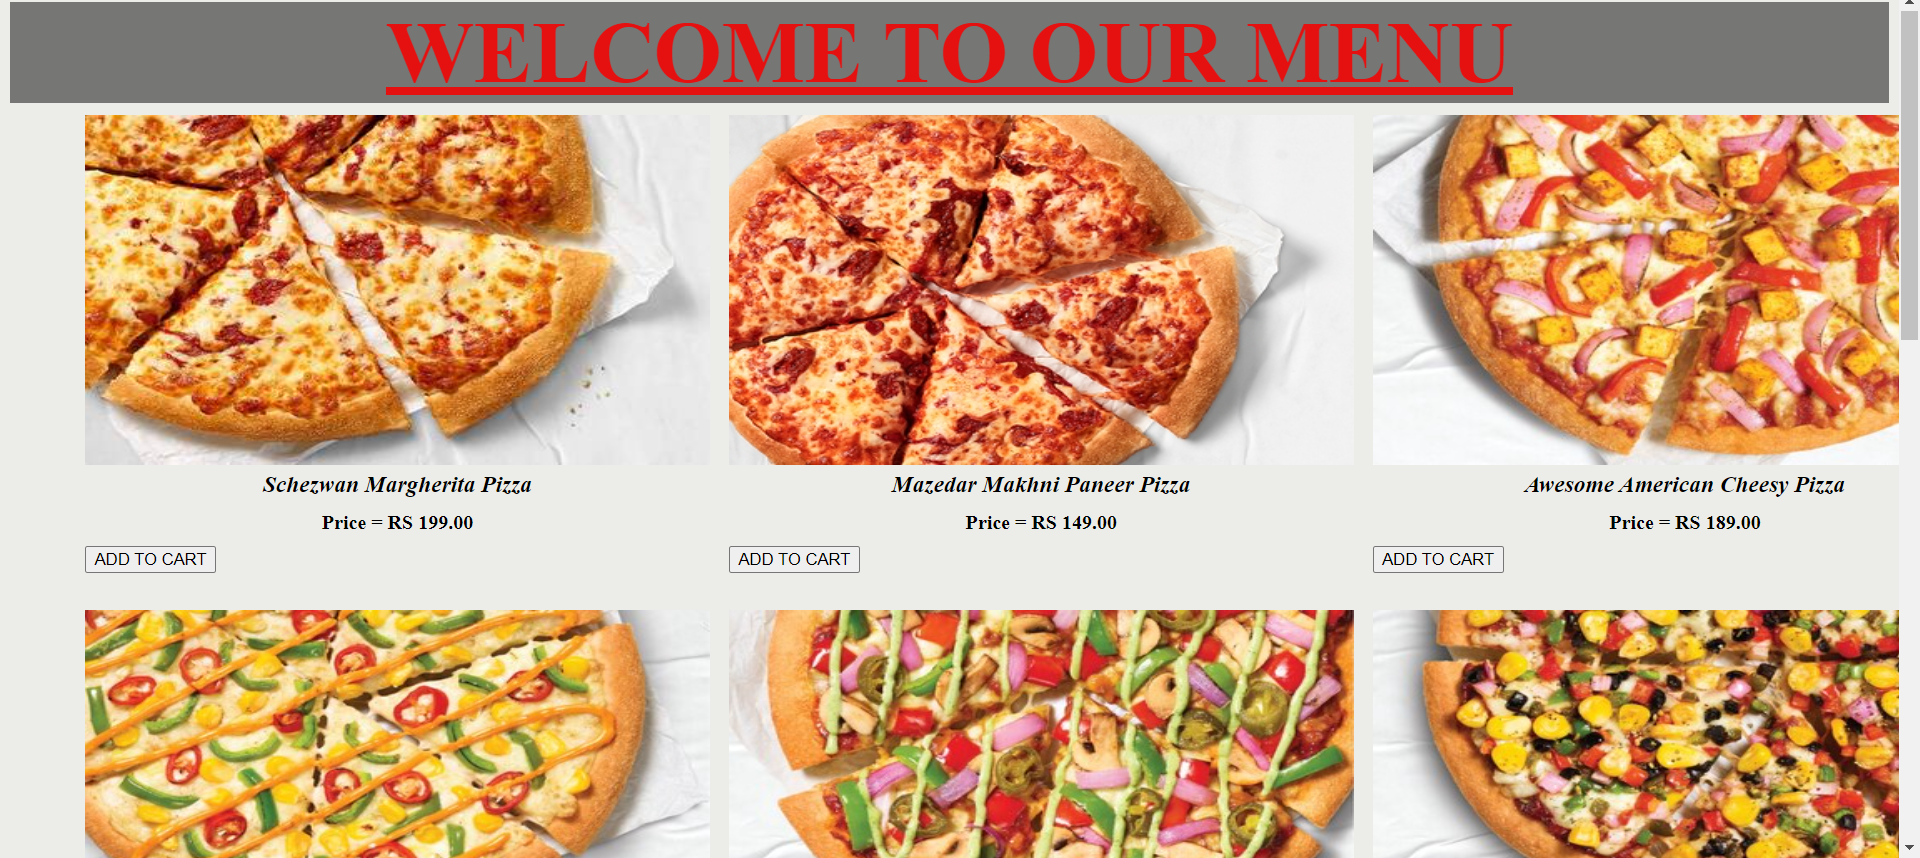 WELCOME TO OUR MENU
Schezwan Margherita Pizza
Mazedar Makhni Paneer Pizza
Awesome American Cheesy Pizza
Price = RS 199.00
Price = RS 149.00
Price = RS 189.00
ADD TO CART
ADD TO CART
ADD TO CART